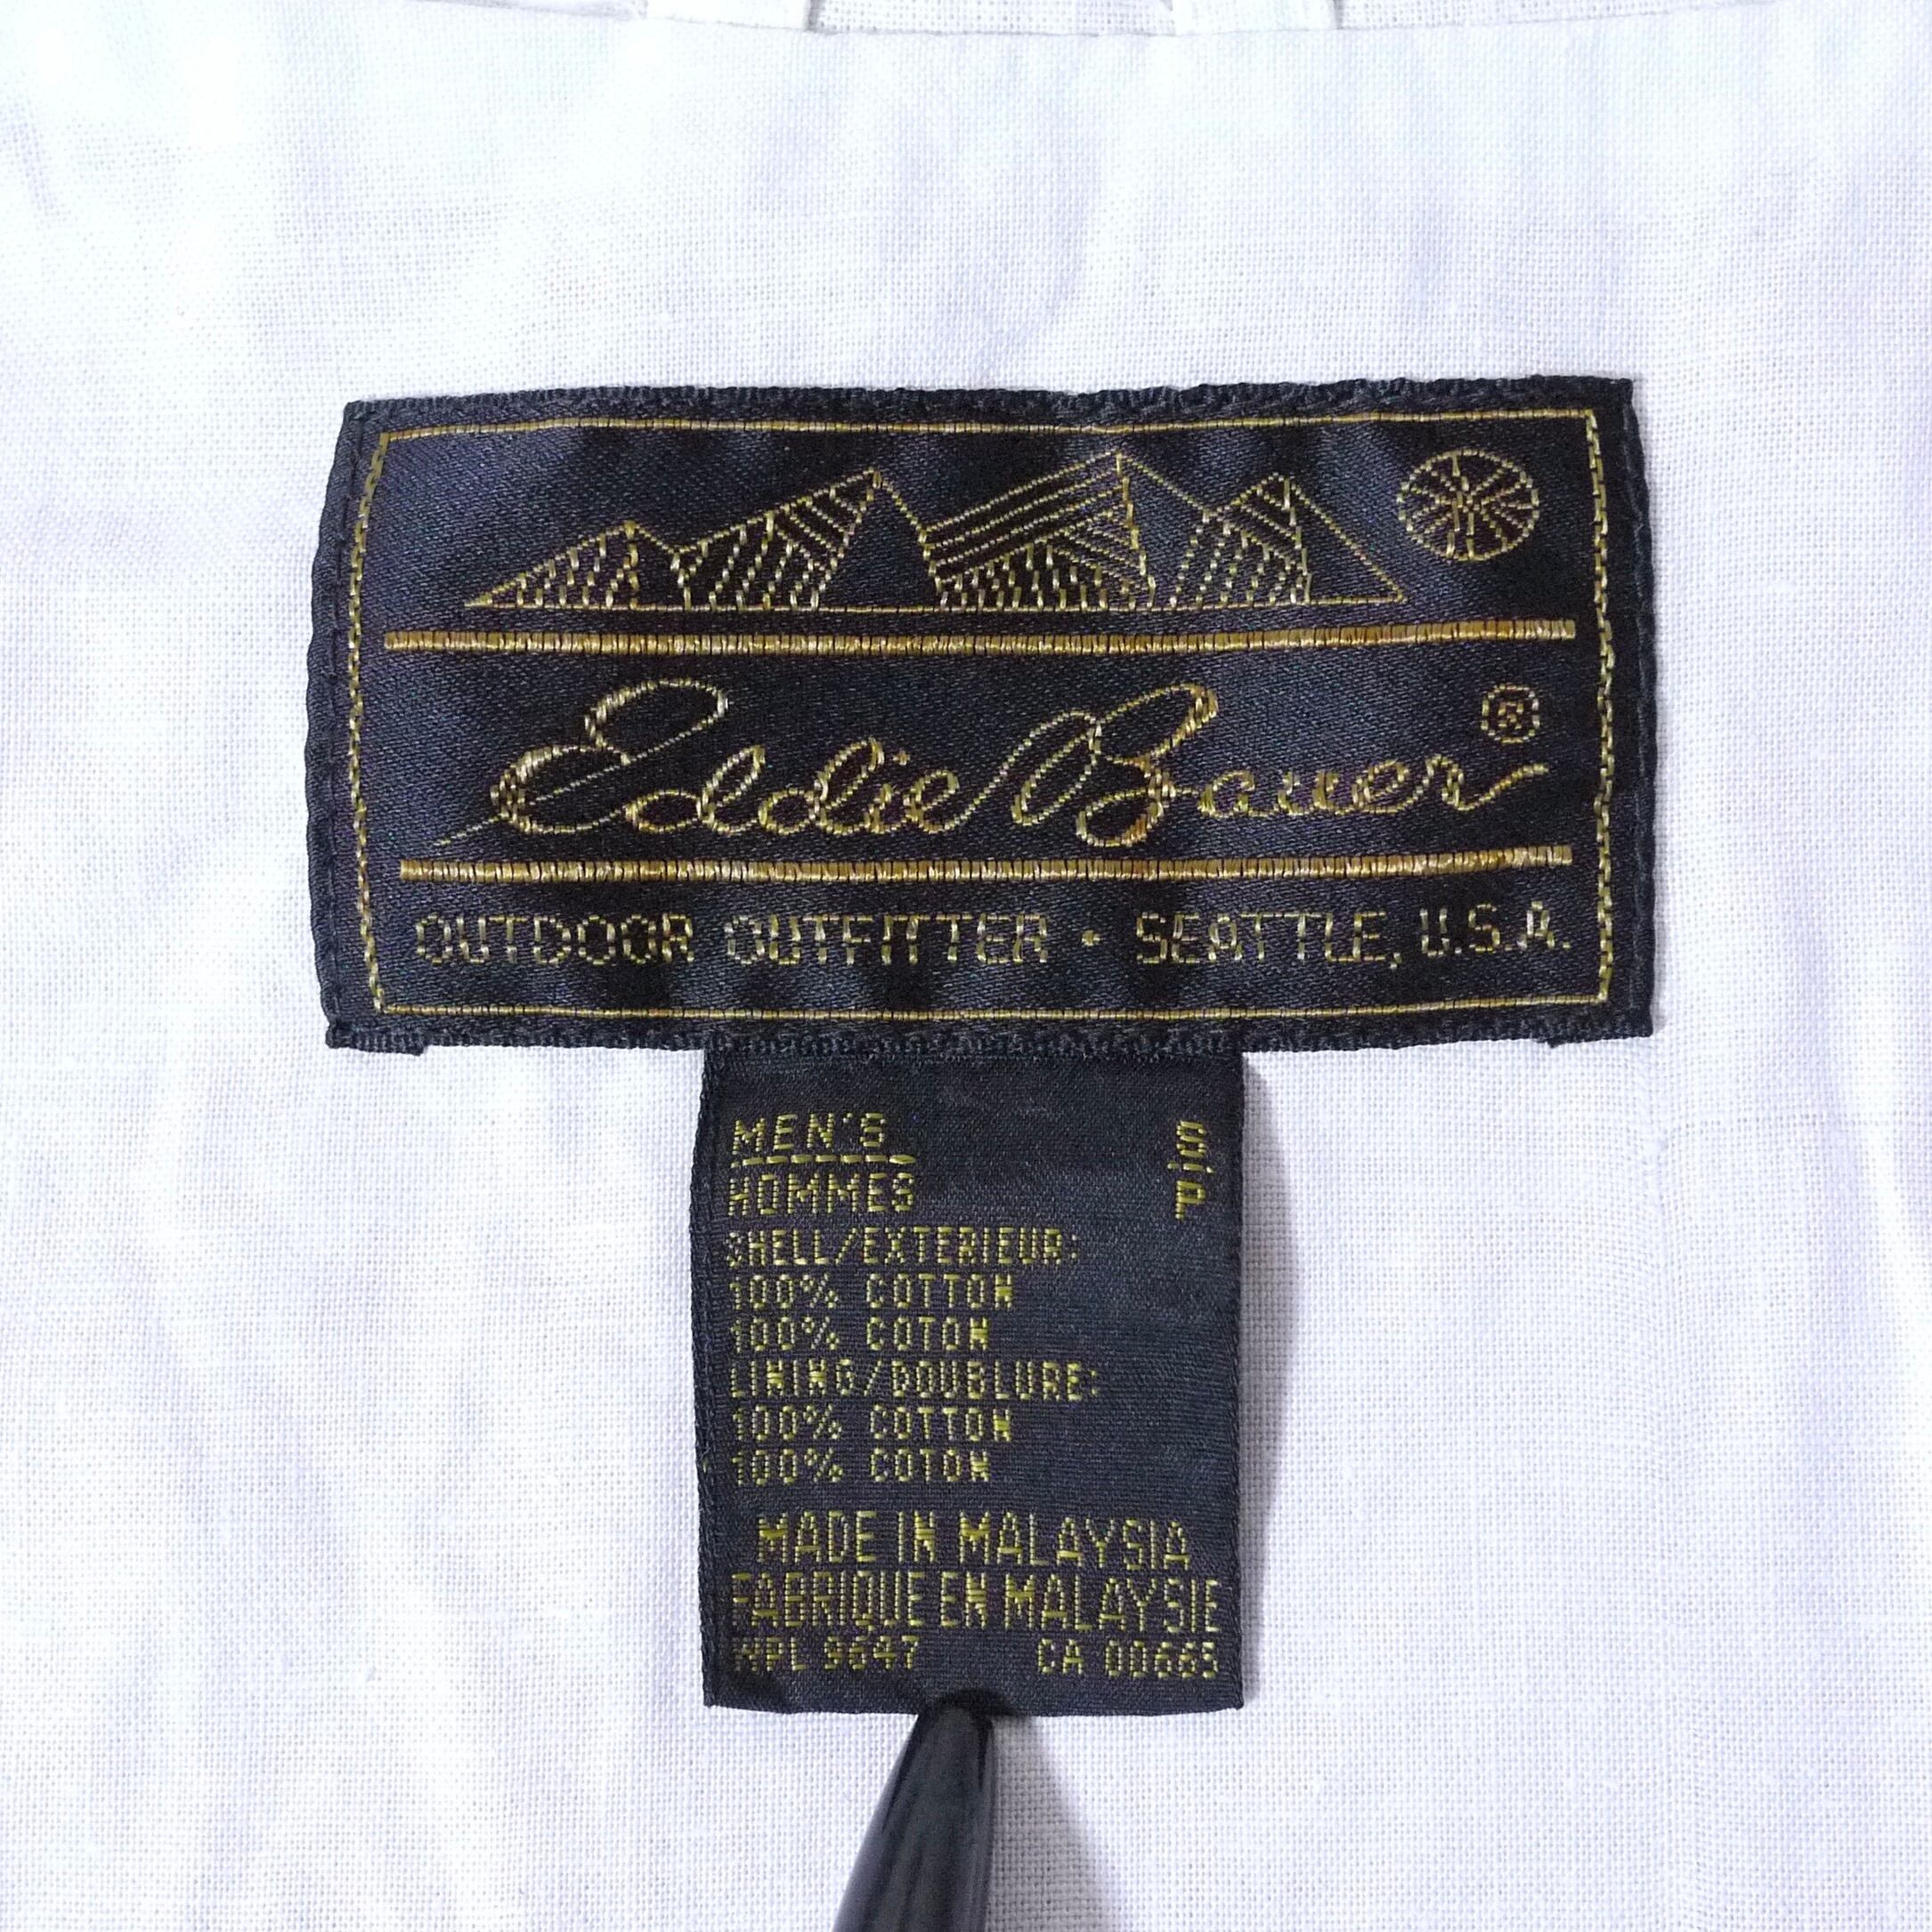 Eddie Bauer®
OUTDOOR OUTFITTER • SEATTLE, U.S.A.
MEN'S S
HOMMES P
SHELL/EXTERIEUR:
100% COTTON
100% COTON
LINING/DOUBLURE:
100% COTTON
100% COTON
MADE IN MALAYSIA
FABRIQUE EN MALAYSIE
WPL 9647 CA 00665